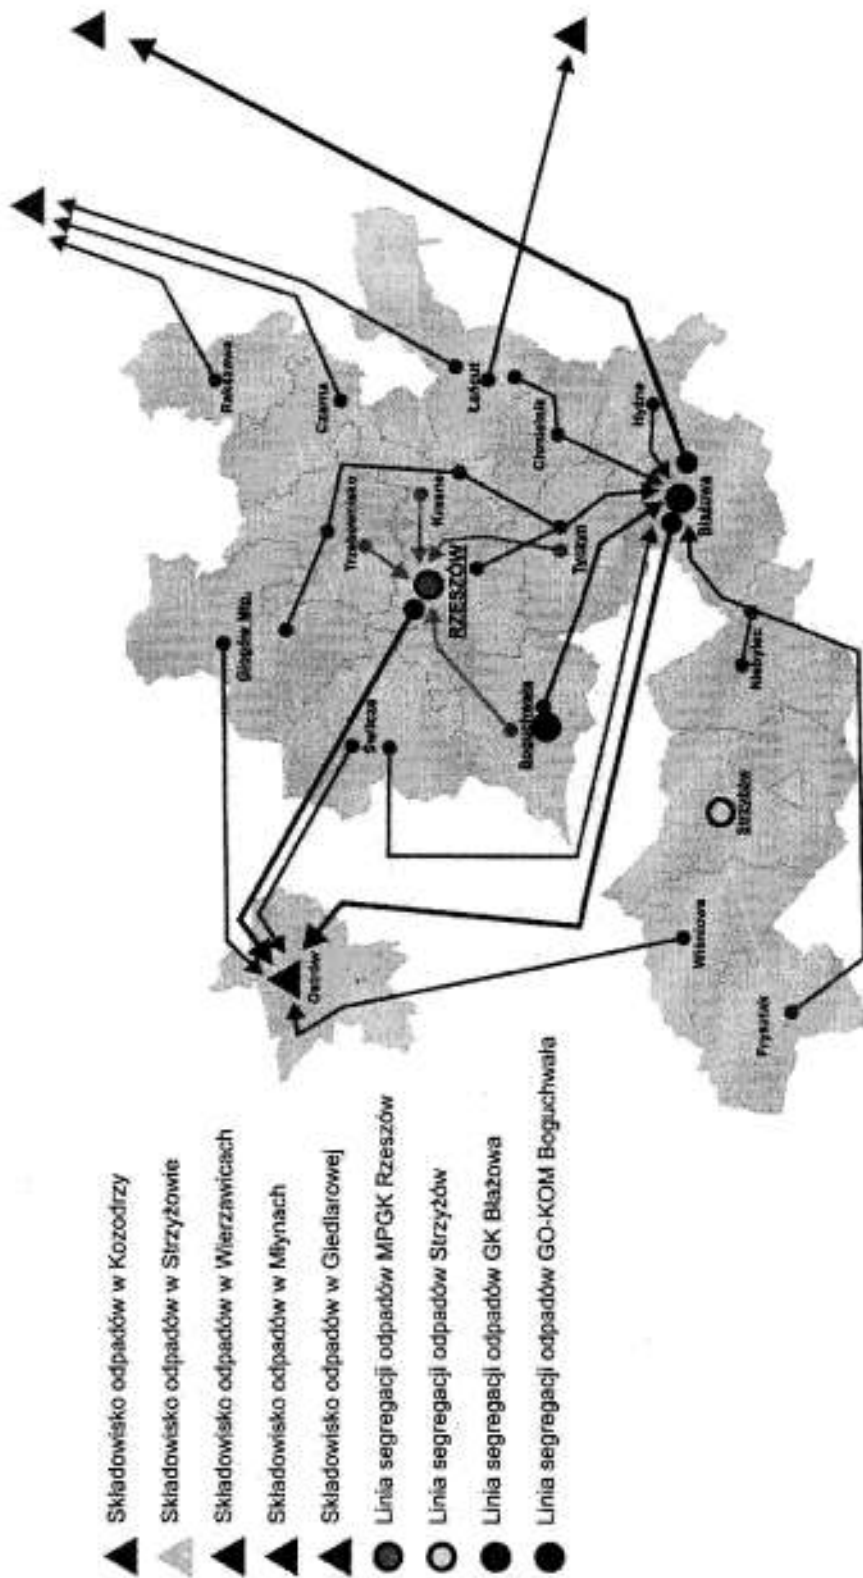 Składowisko odpadów w Kozodrzy
Składowisko odpadów w Strzyżowie
Składowisko odpadów w Wierzawicach
Składowisko odpadów w Młynach
Składowisko odpadów w Giedlarowej
Linia segregacji odpadów MPGK Rzeszów
Linia segregacji odpadów Strzyżów
Linia segregacji odpadów GK Błażowa
Linia segregacji odpadów GO-KOM Boguchwała
Rakszawa
Czarna
Łańcut
Głogów Młp.
Trzebownisko
Krasne
Chmielnik
Hyżne
RZESZÓW
Tyczyn
Błażowa
Świlcza
Boguchwała
Niebylec
Ostrów
Strzyżów
Wiśniowa
Frysztak